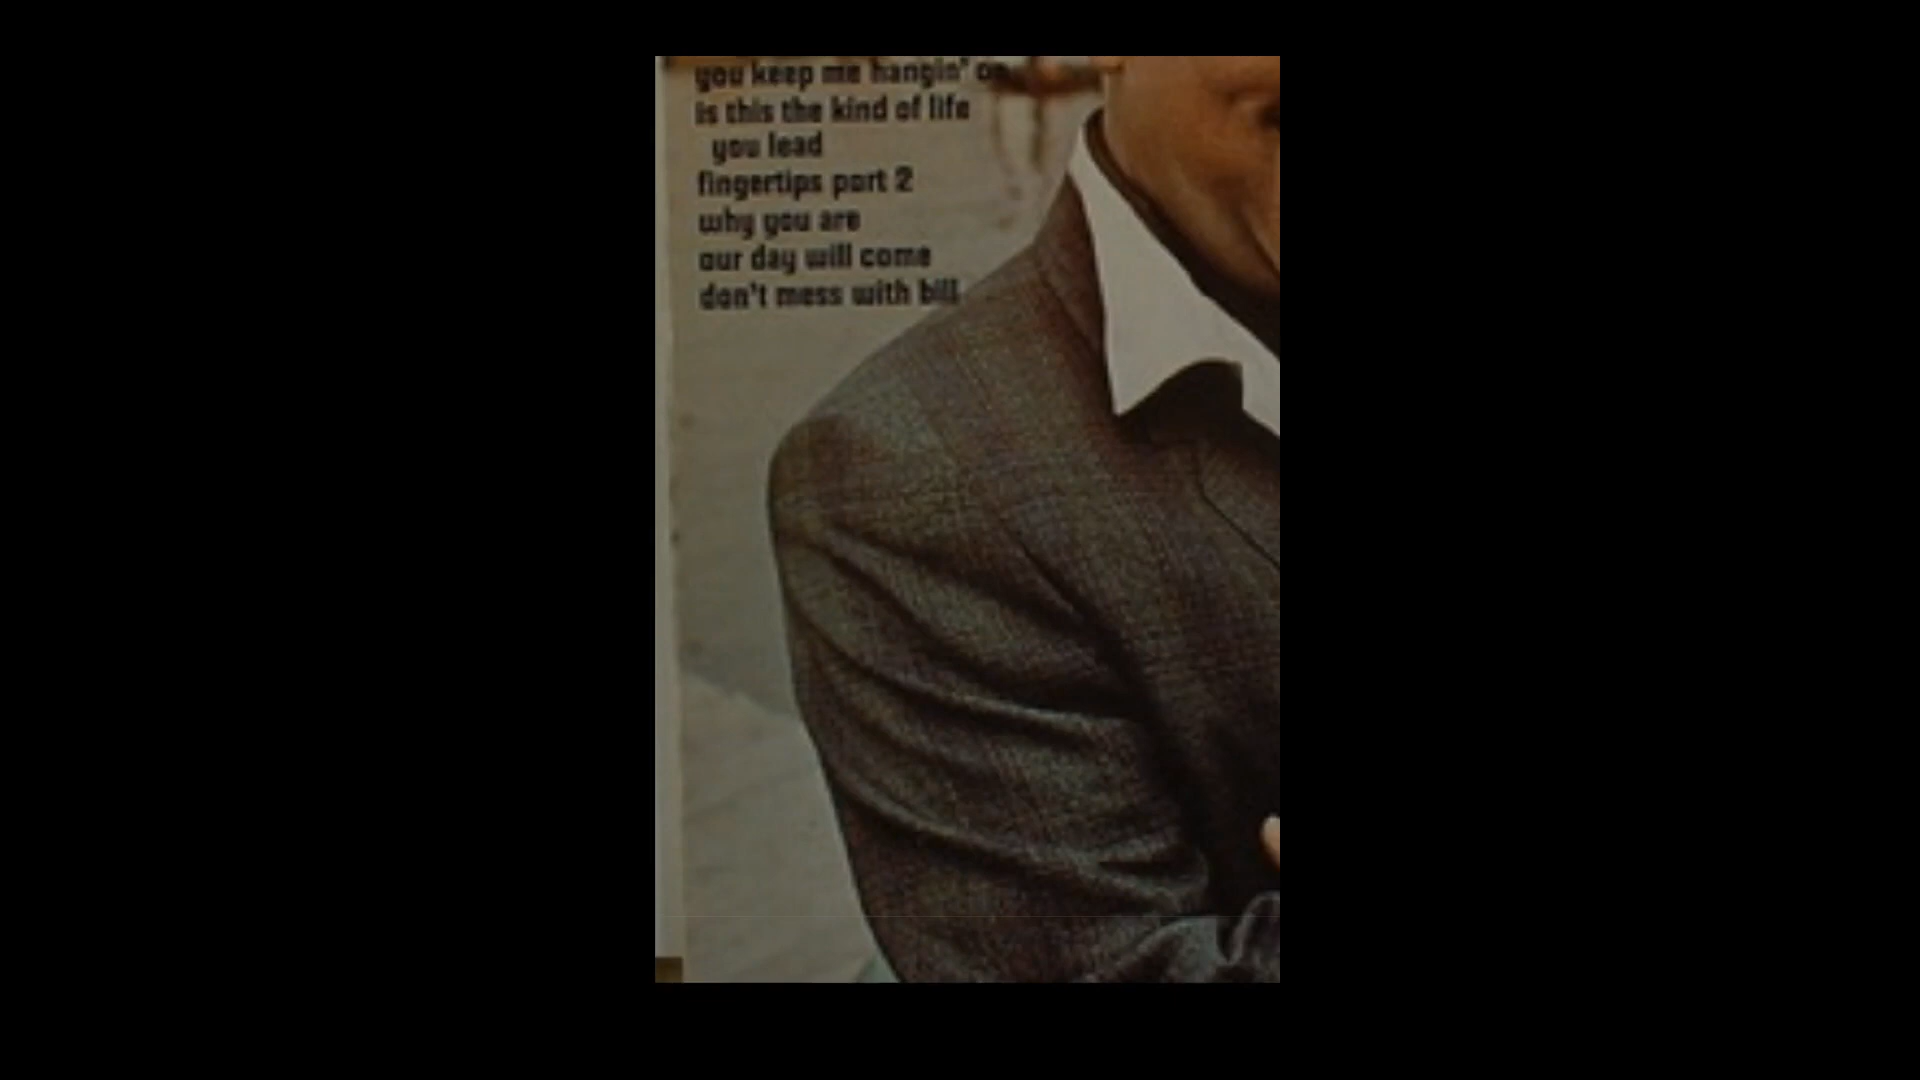 you keep me hangin' on
is this the kind of life
you lead
fingertips part 2
why you are
our day will come
don't mess with bill